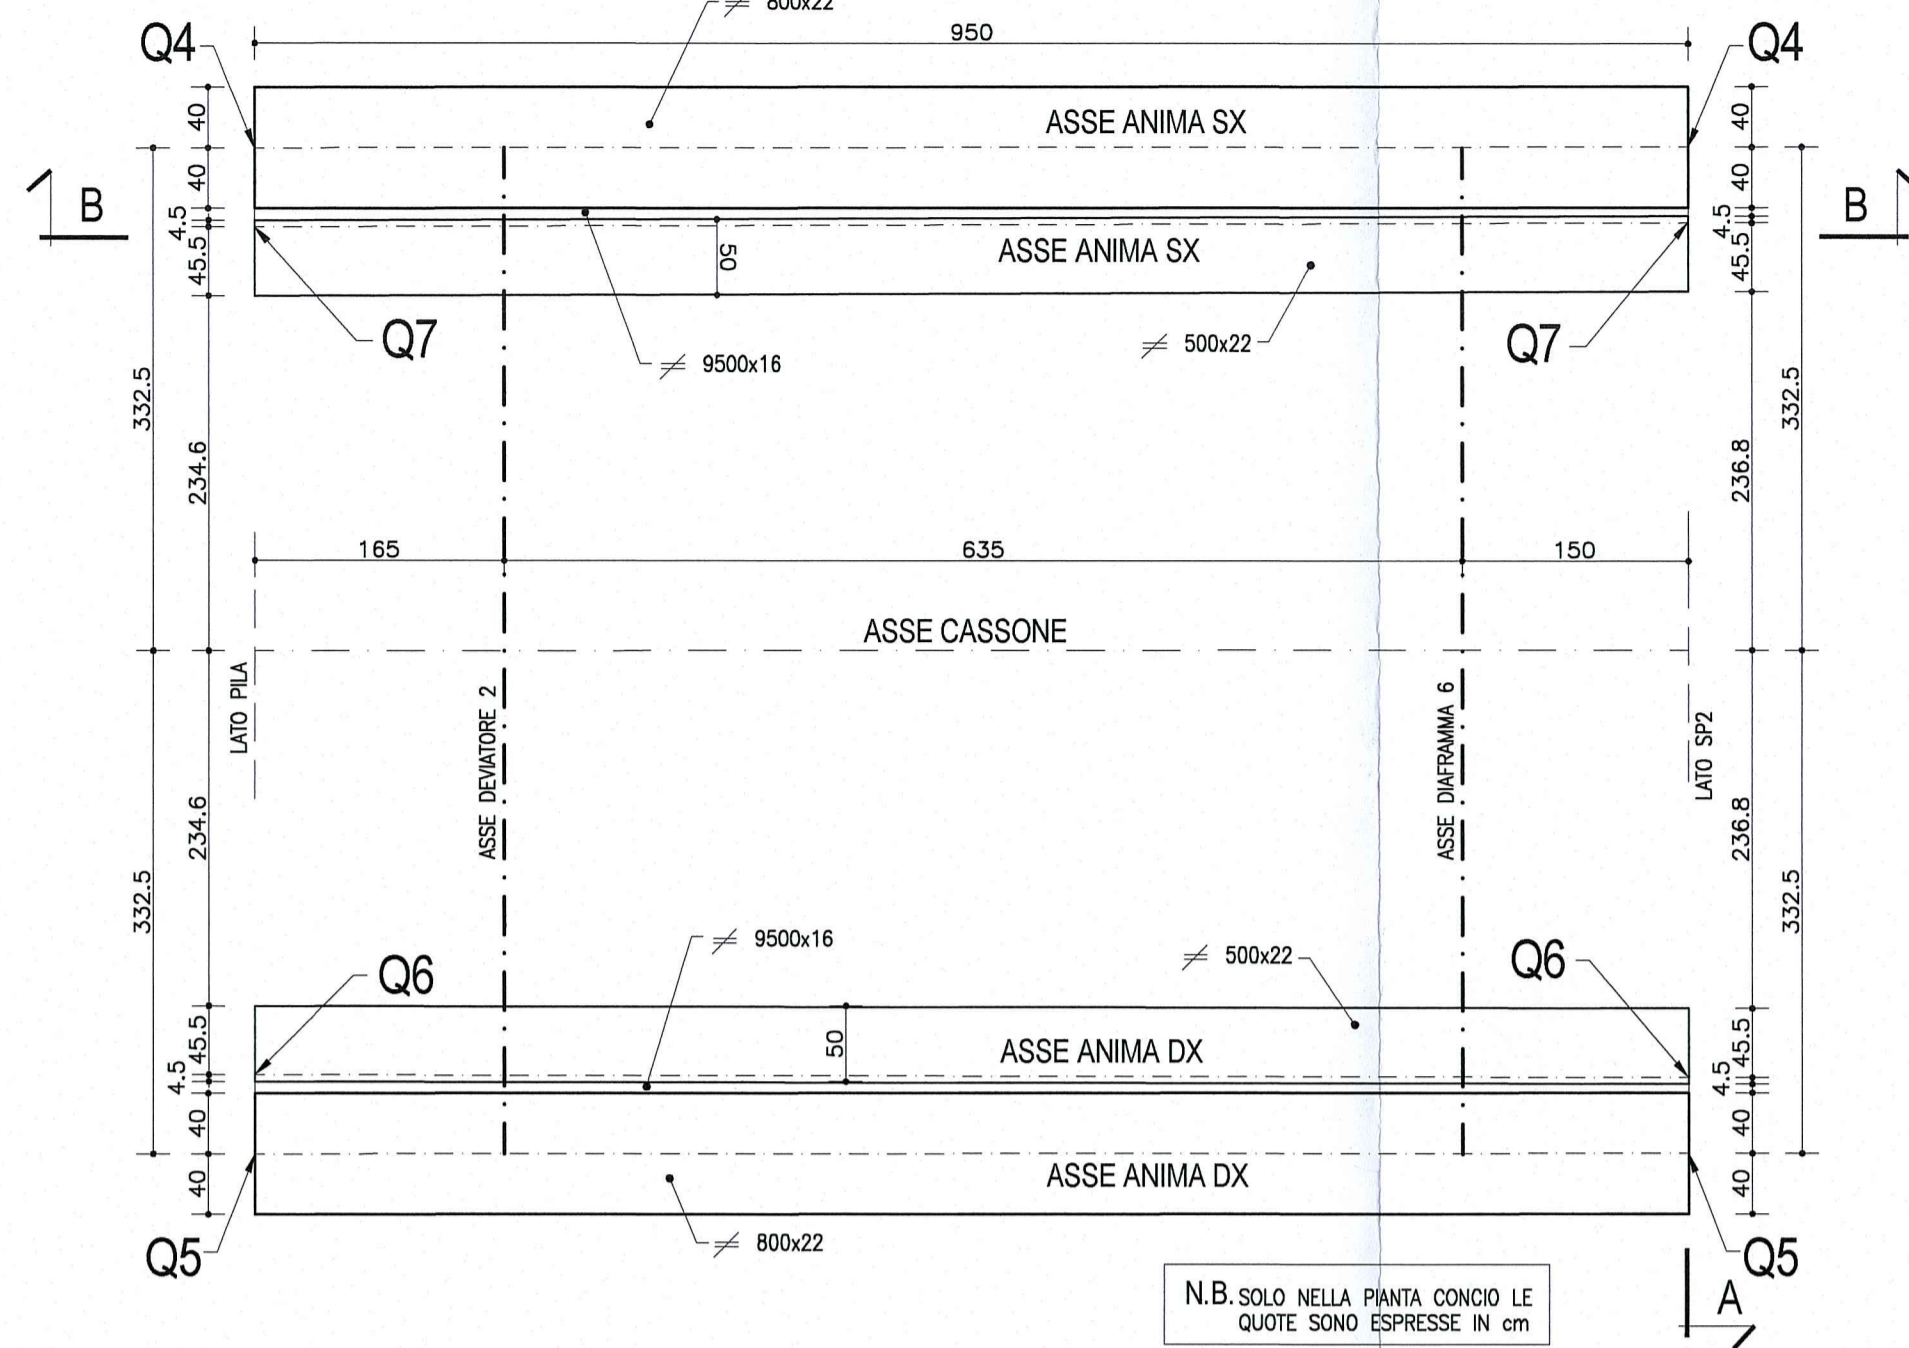 800x22
950
Q4
Q4
40
ASSE ANIMA SX
40
40
40
B
B
4.5
4.5
45.5
50
ASSE ANIMA SX
45.5
Q7
500x22
Q7
9500x16
332.5
332.5
234.6
236.8
165
635
150
ASSE CASSONE
LATO PILA
ASSE DEVIATORE 2
ASSE DIAFRAMMA 6
LATO SP2
234.6
236.8
332.5
332.5
9500x16
500x22
Q6
Q6
45.5
50
ASSE ANIMA DX
45.5
4.5
4.5
40
40
ASSE ANIMA DX
40
40
800x22
Q5
Q5
N.B. SOLO NELLA PIANTA CONCIO LE
QUOTE SONO ESPRESSE IN cm
A